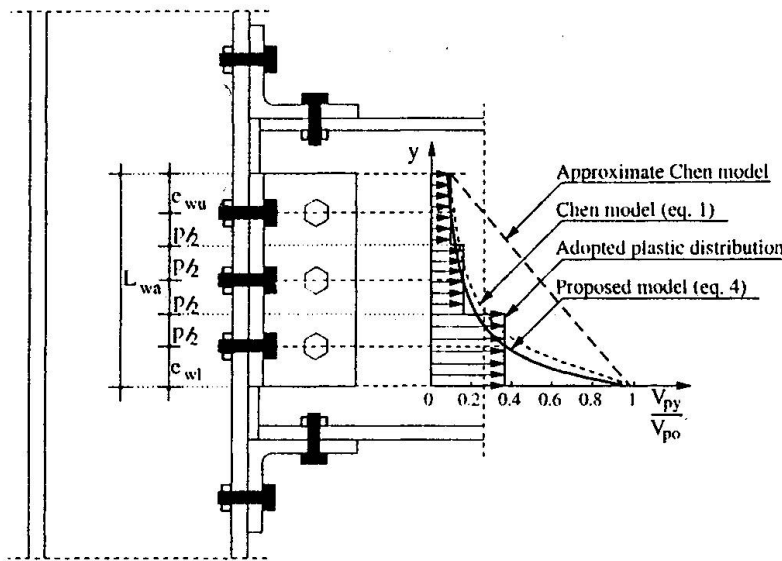 y
Approximate Chen model
Chen model (eq. 1)
Adopted plastic distribution
Proposed model (eq. 4)
e wu
p/2
p/2
L wa
p/2
p/2
e wl
0 0.2 0.4 0.6 0.8 1
V py
V po